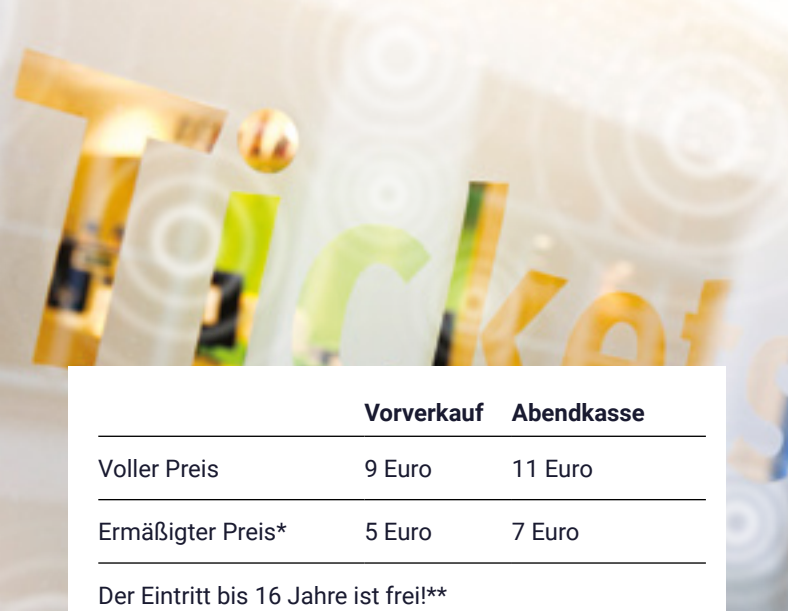 Tickets
Vorverkauf Abendkasse
Voller Preis 9 Euro 11 Euro
Ermäßigter Preis* 5 Euro 7 Euro
Der Eintritt bis 16 Jahre ist frei!**